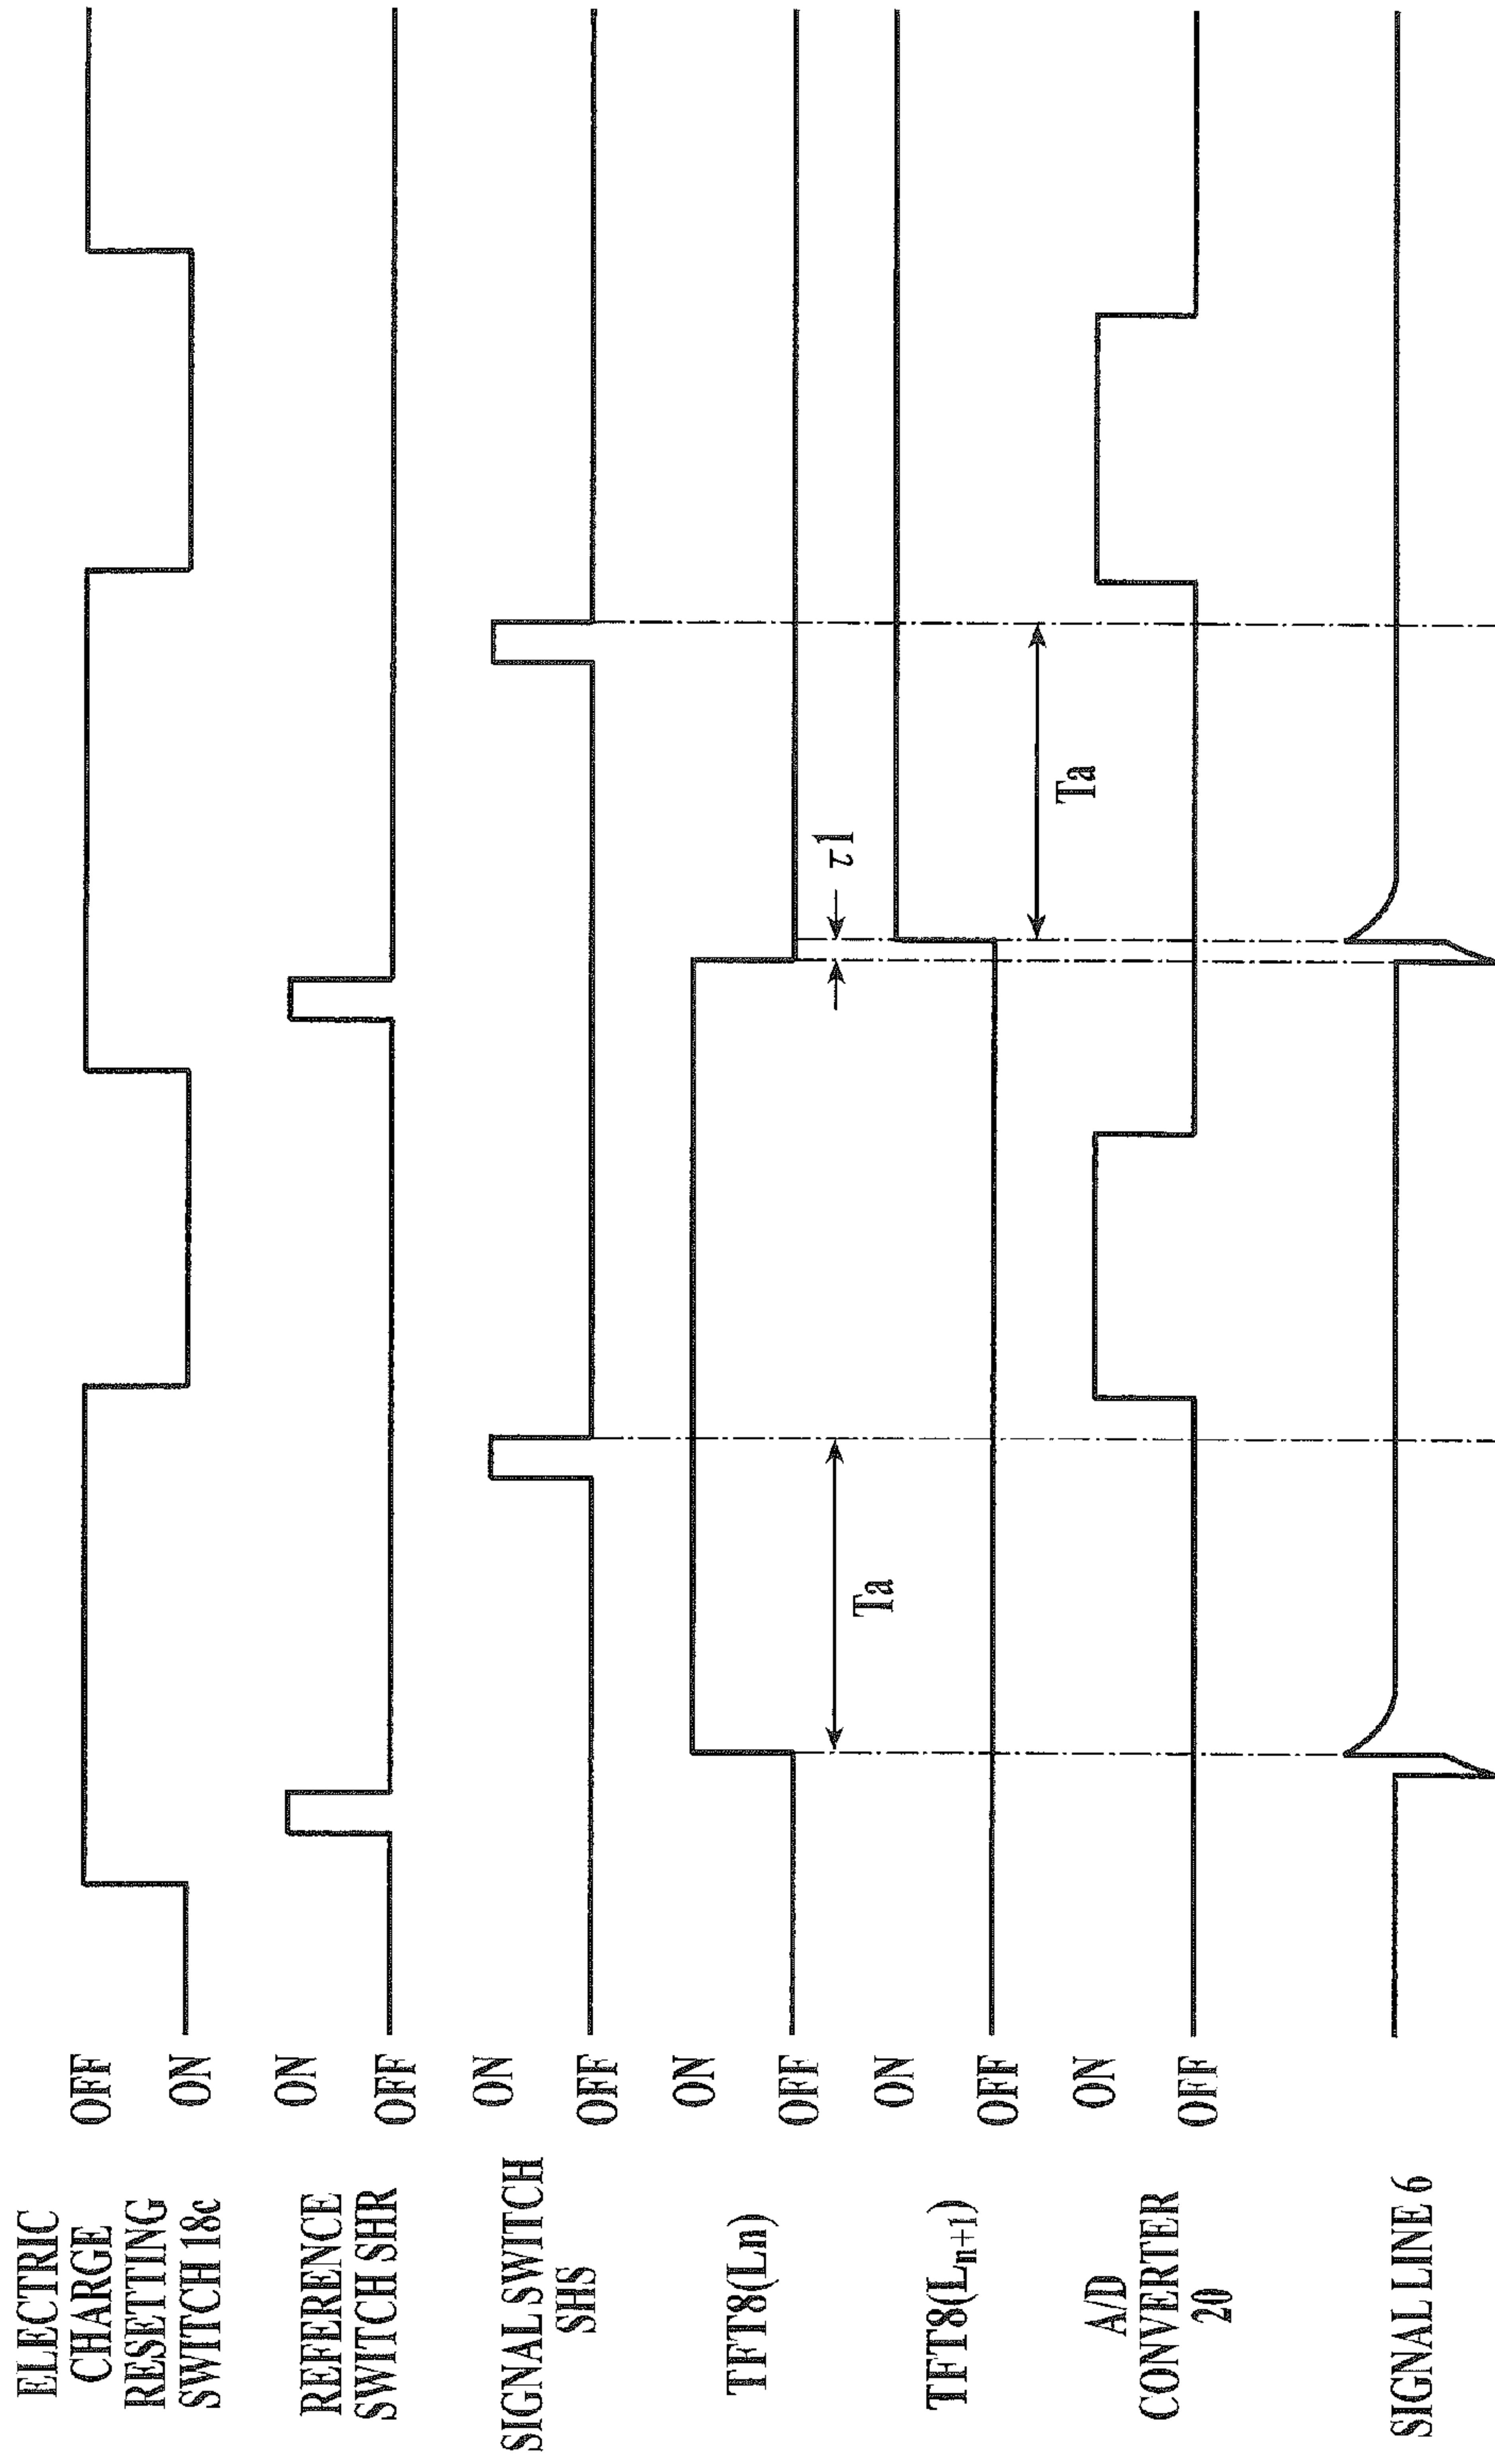 ELECTRIC
CHARGE
RESETTING
SWITCH 18c
OFF
ON
REFERENCE
SWITCH SHR
ON
OFF
SIGNAL SWITCH
SHS
ON
OFF
TFT8(Ln)
ON
OFF
Ta
τ1
TFT8(Ln+1)
ON
OFF
Ta
A/D
CONVERTER
20
ON
OFF
SIGNAL LINE 6